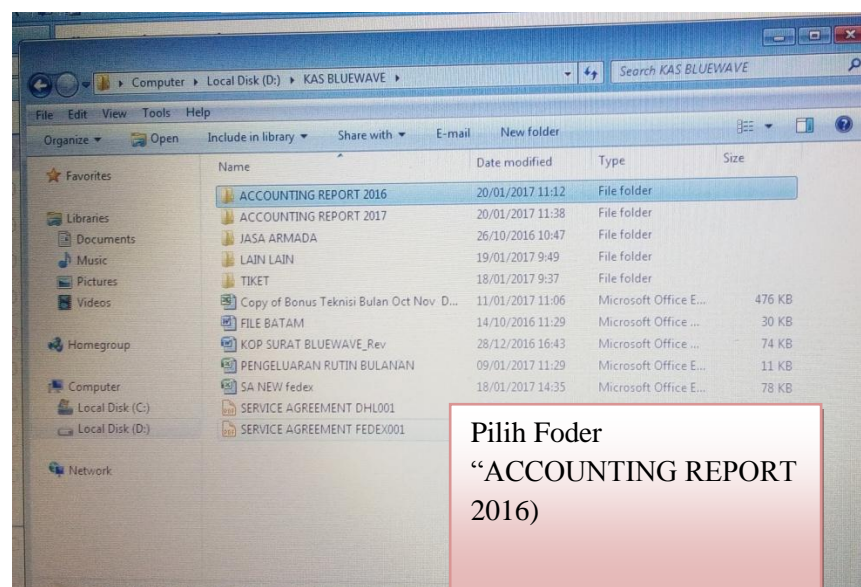 Computer ▸ Local Disk (D:) ▸ KAS BLUEWAVE ▸ Search KAS BLUEWAVE
File Edit View Tools Help
Organize Open Include in library Share with E-mail New folder
Name Date modified Type Size
Favorites
Libraries
Documents
Music
Pictures
Videos
Homegroup
Computer
Local Disk (C:)
Local Disk (D:)
Network
ACCOUNTING REPORT 2016 20/01/2017 11:12 File folder
ACCOUNTING REPORT 2017 20/01/2017 11:38 File folder
JASA ARMADA 26/10/2016 10:47 File folder
LAIN LAIN 19/01/2017 9:49 File folder
TIKET 18/01/2017 9:37 File folder
Copy of Bonus Teknisi Bulan Oct Nov D... 11/01/2017 11:06 Microsoft Office E... 476 KB
FILE BATAM 14/10/2016 11:29 Microsoft Office ... 30 KB
KOP SURAT BLUEWAVE_Rev 28/12/2016 16:43 Microsoft Office ... 74 KB
PENGELUARAN RUTIN BULANAN 09/01/2017 11:29 Microsoft Office E... 11 KB
SA NEW fedex 18/01/2017 14:35 Microsoft Office E... 78 KB
SERVICE AGREEMENT DHL001
SERVICE AGREEMENT FEDEX001
Pilih Foder
“ACCOUNTING REPORT
2016)